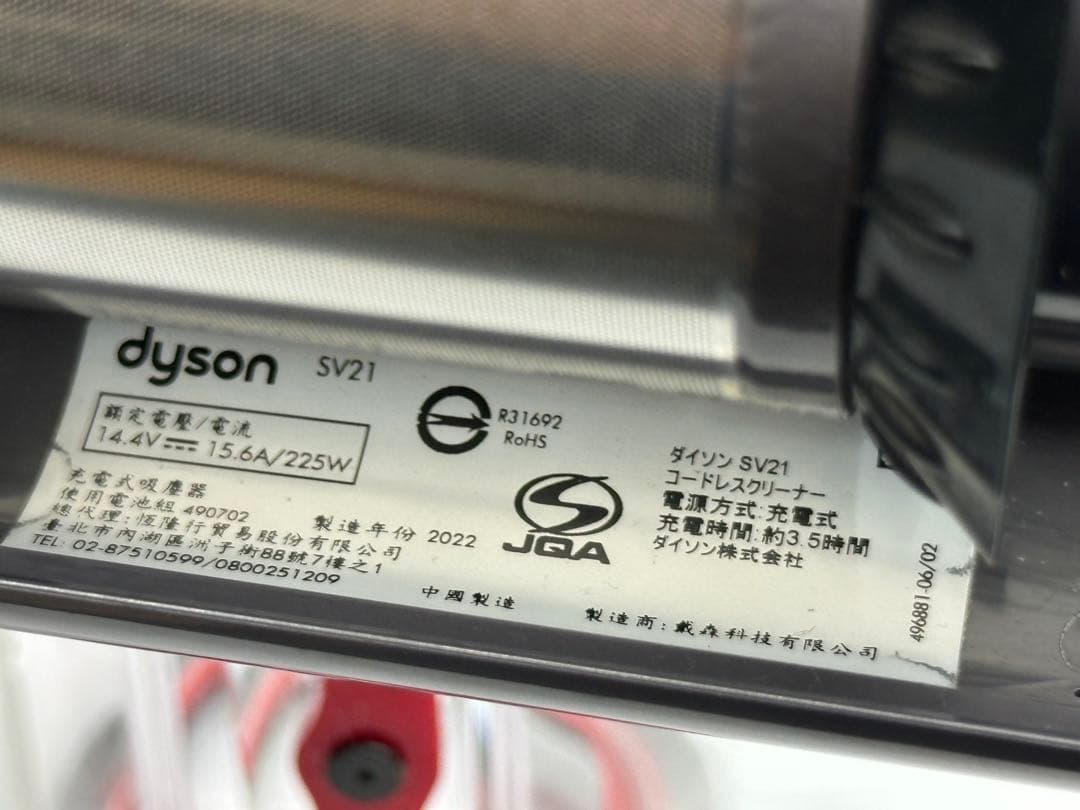 dyson SV21
額定電壓/電流
14.4V 15.6A/225W
R31692
RoHS
充電式吸塵器
使用電池組 490702
製造年份 2022
總代理:恆隆行貿易股份有限公司
臺北市內湖區洲子街88號7樓之1
TEL: 02-87510599/0800251209
中國製造
JQA
ダイソン SV21
コードレスクリーナー
電源方式:充電式
充電時間:約3.5時間
ダイソン株式会社
製造商:戴森科技有限公司
496881-06/02